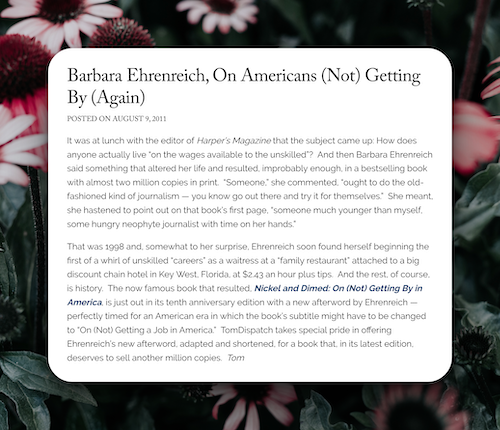 Barbara Ehrenreich, On Americans (Not) Getting
By (Again)
POSTED ON AUGUST 9, 2011
It was at lunch with the editor of Harper's Magazine that the subject came up: How does
anyone actually live “on the wages available to the unskilled”?  And then Barbara Ehrenreich
said something that altered her life and resulted, improbably enough, in a bestselling book
with almost two million copies in print.  “Someone,” she commented, “ought to do the old-
fashioned kind of journalism — you know go out there and try it for themselves.”  She meant,
she hastened to point out on that book's first page, “someone much younger than myself,
some hungry neophyte journalist with time on her hands.”
That was 1998 and, somewhat to her surprise, Ehrenreich soon found herself beginning the
first of a whirl of unskilled “careers” as a waitress at a “family restaurant” attached to a big
discount chain hotel in Key West, Florida, at $2.43 an hour plus tips.  And the rest, of course,
is history.  The now famous book that resulted, Nickel and Dimed: On (Not) Getting By in
America, is just out in its tenth anniversary edition with a new afterword by Ehrenreich —
perfectly timed for an American era in which the book's subtitle might have to be changed
to “On (Not) Getting a Job in America.”  TomDispatch takes special pride in offering
Ehrenreich's new afterword, adapted and shortened, for a book that, in its latest edition,
deserves to sell another million copies.  Tom